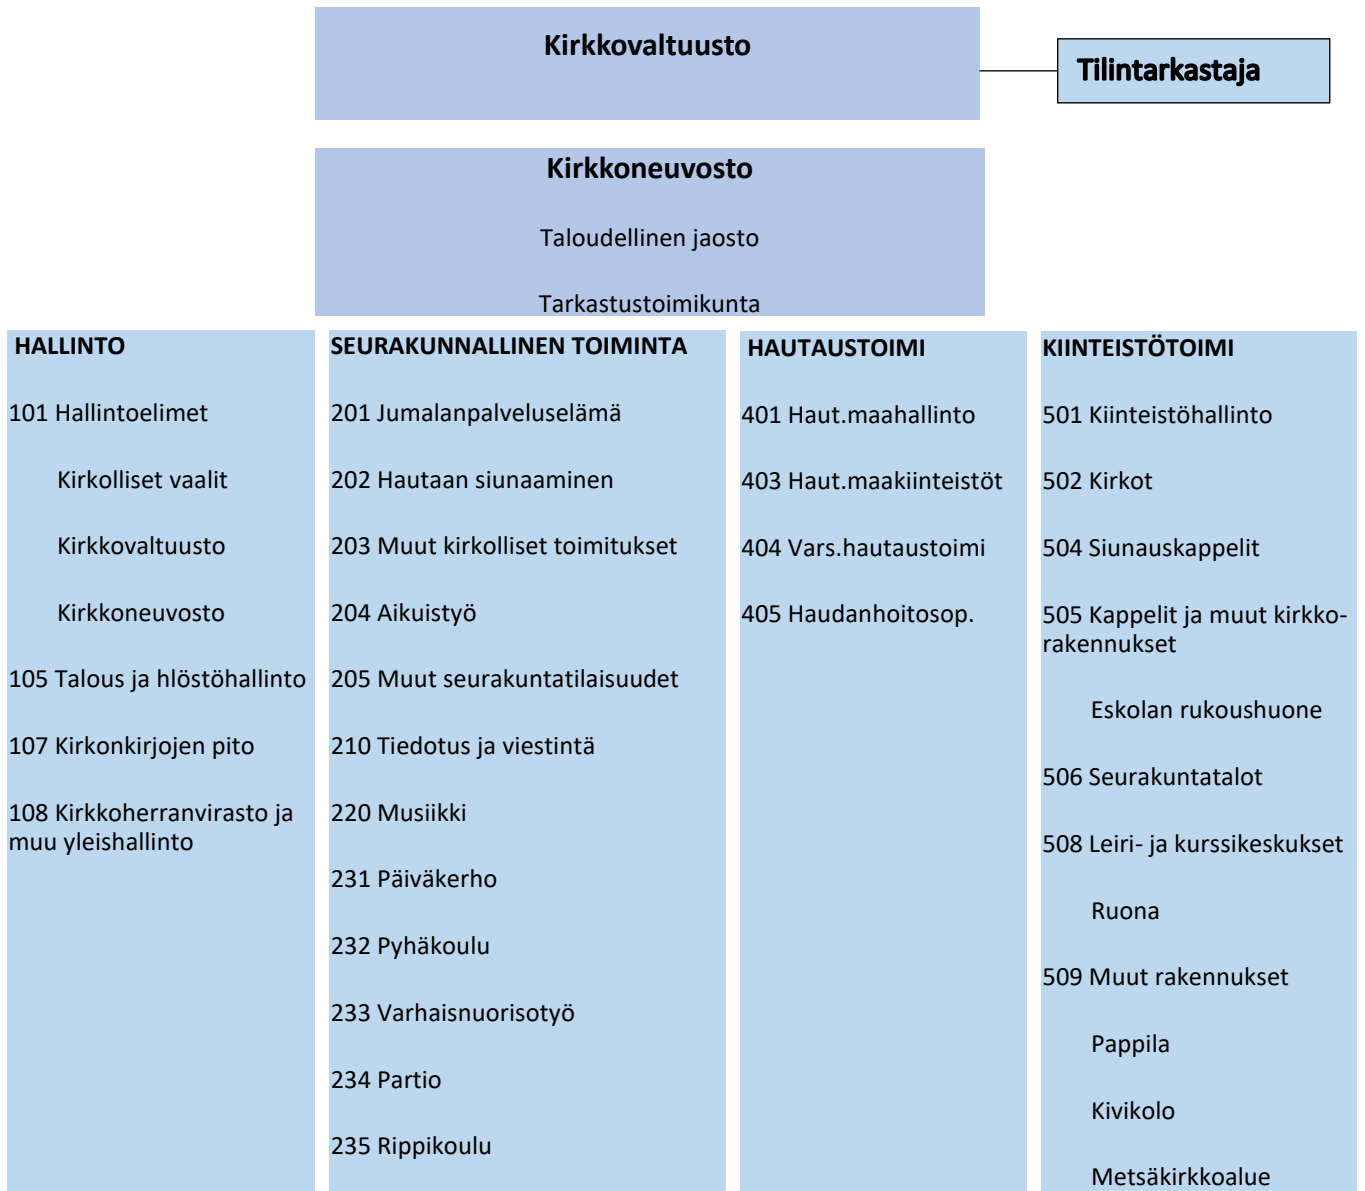 Kirkkovaltuusto
Tilintarkastaja
Kirkkoneuvosto
Taloudellinen jaosto
Tarkastustoimikunta
HALLINTO
101 Hallintoelimet
Kirkolliset vaalit
Kirkkovaltuusto
Kirkkoneuvosto
105 Talous ja hlöstöhallinto
107 Kirkonkirjojen pito
108 Kirkkoherranvirasto ja
muu yleishallinto
SEURAKUNNALLINEN TOIMINTA
201 Jumalanpalveluselämä
202 Hautaan siunaaminen
203 Muut kirkolliset toimitukset
204 Aikuistyö
205 Muut seurakuntatilaisuudet
210 Tiedotus ja viestintä
220 Musiikki
231 Päiväkerho
232 Pyhäkoulu
233 Varhaisnuorisotyö
234 Partio
235 Rippikoulu
HAUTAUSTOIMI
401 Haut.maahallinto
403 Haut.maakiinteistöt
404 Vars.hautaustoimi
405 Haudanhoitosop.
KIINTEISTÖTOIMI
501 Kiinteistöhallinto
502 Kirkot
504 Siunauskappelit
505 Kappelit ja muut kirkko-
rakennukset
Eskolan rukoushuone
506 Seurakuntatalot
508 Leiri- ja kurssikeskukset
Ruona
509 Muut rakennukset
Pappila
Kivikolo
Metsäkirkkoalue